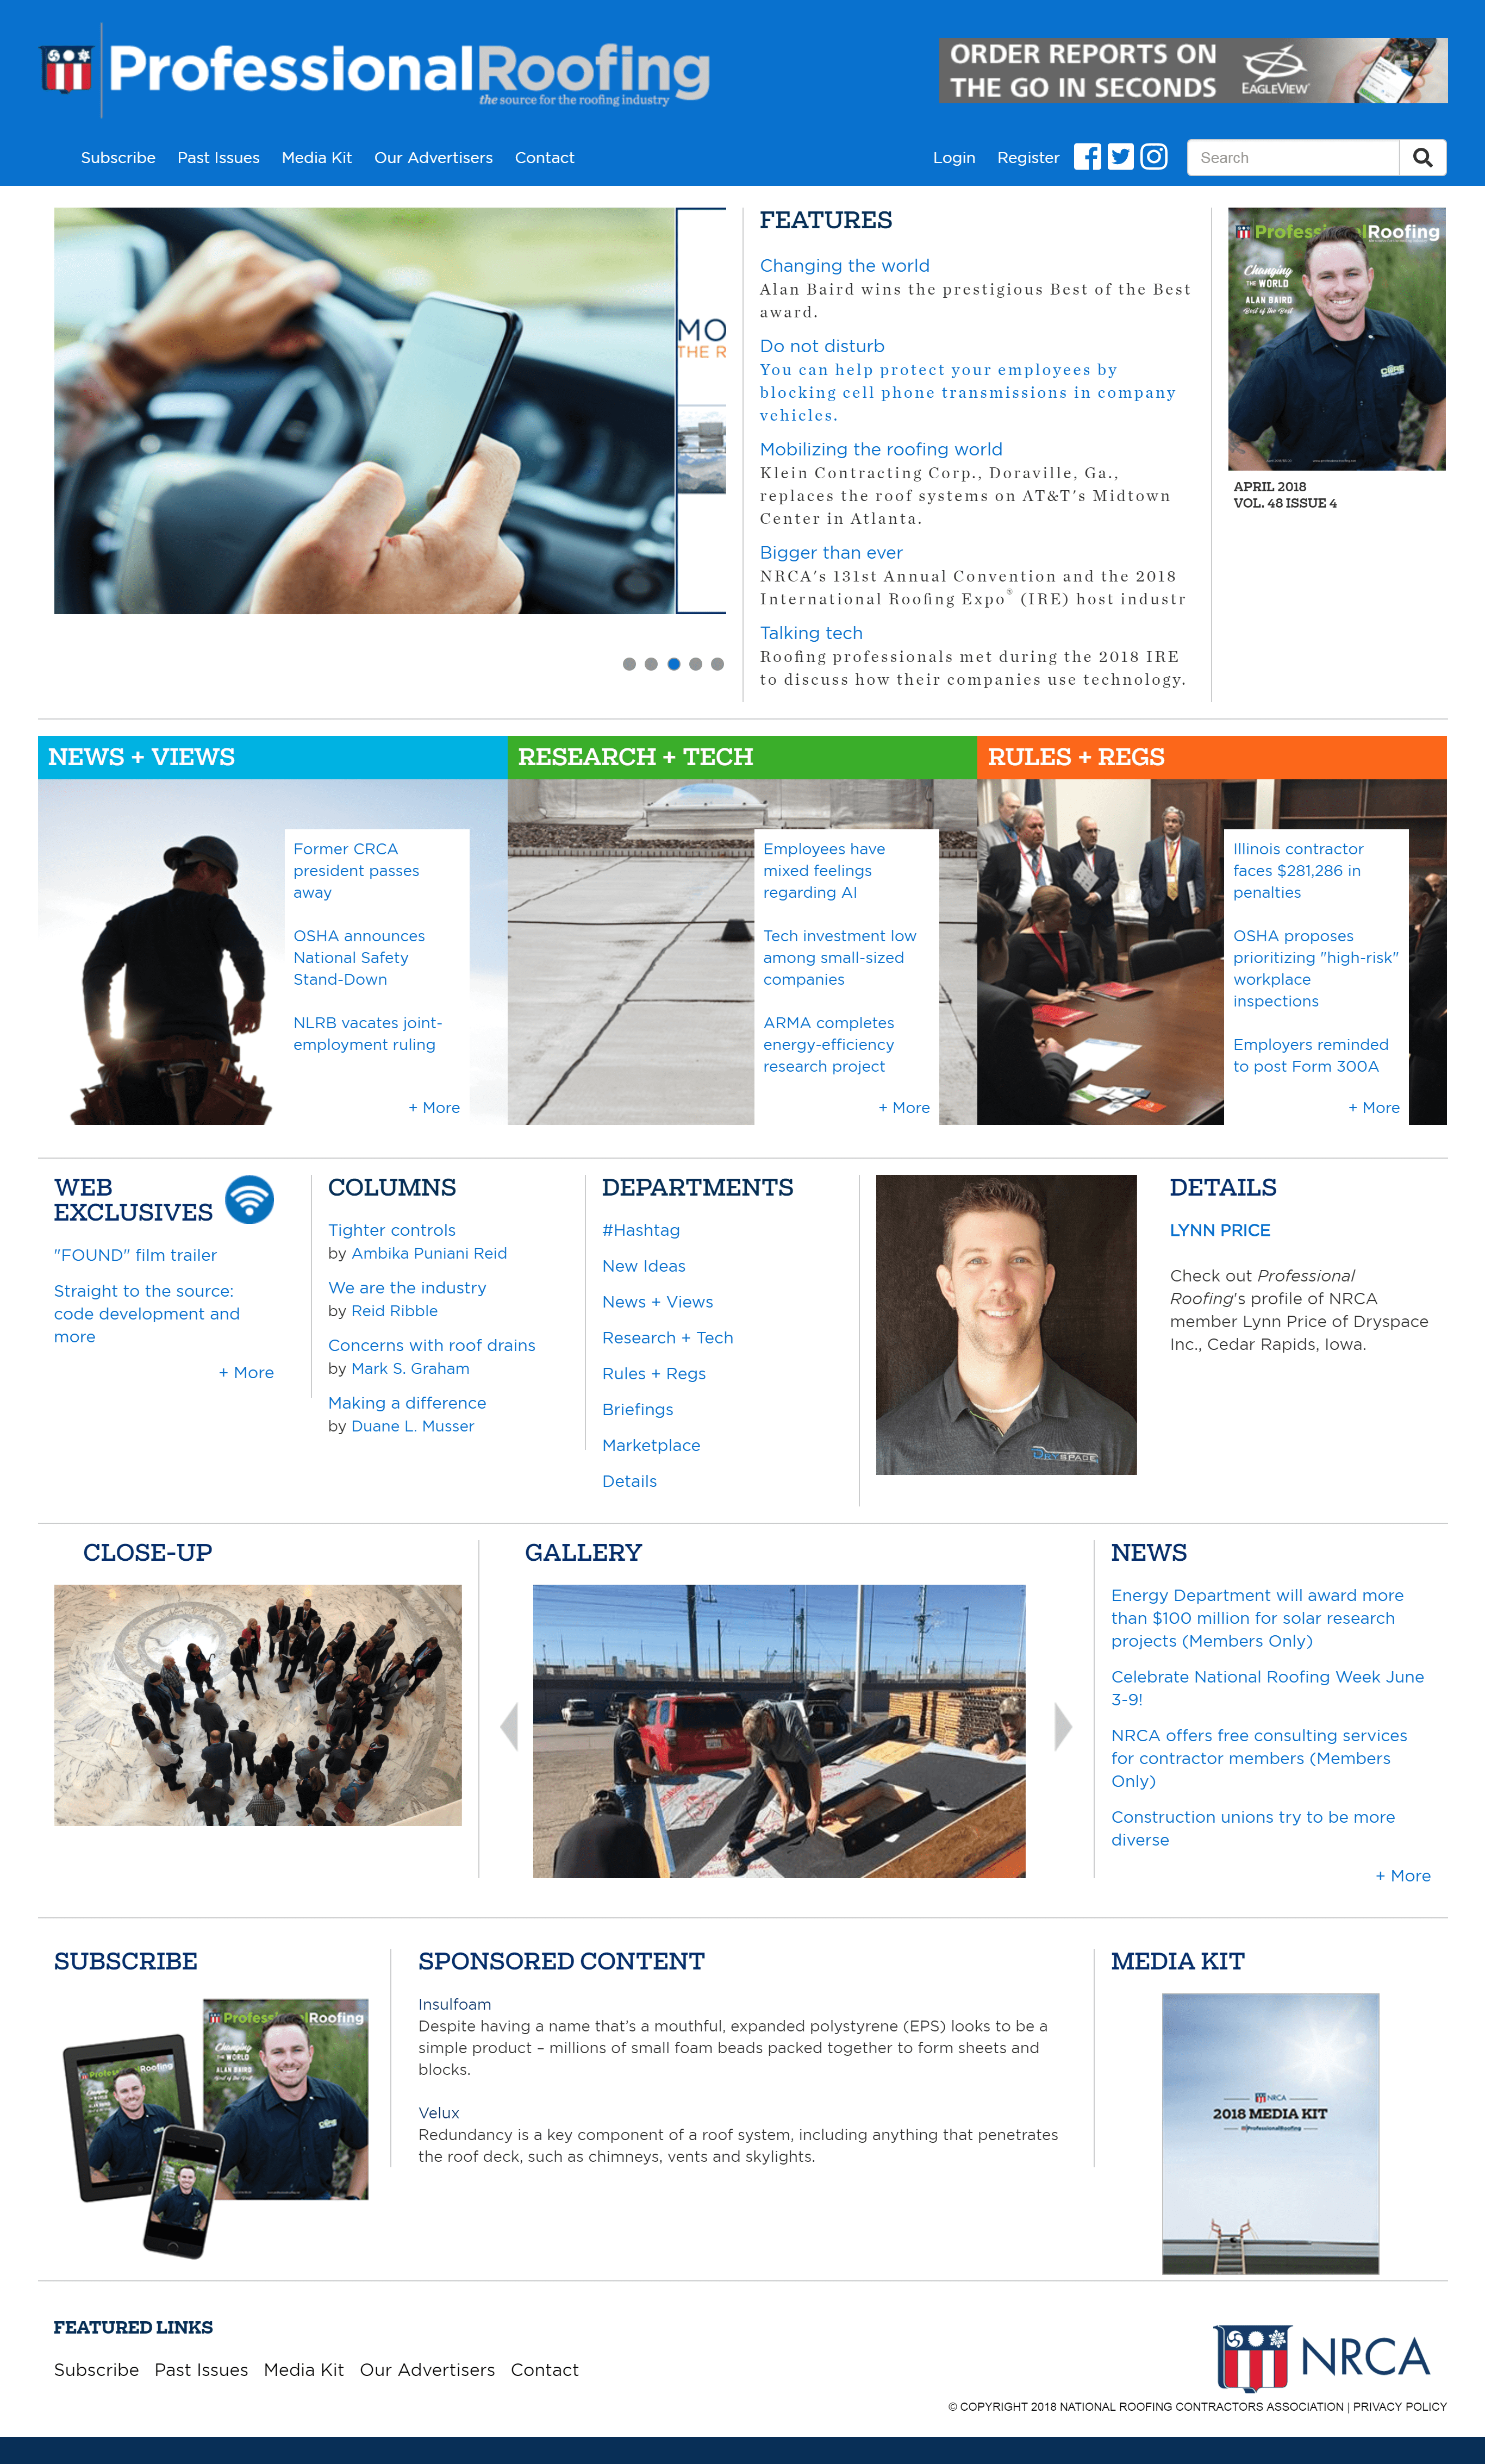 ProfessionalRoofing
the source for the roofing industry
ORDER REPORTS ON
THE GO IN SECONDS
EAGLEVIEW
Subscribe Past Issues Media Kit Our Advertisers Contact
Login Register
Search
MO
THE R
FEATURES
Changing the world
Alan Baird wins the prestigious Best of the Best
award.
Do not disturb
You can help protect your employees by
blocking cell phone transmissions in company
vehicles.
Mobilizing the roofing world
Klein Contracting Corp., Doraville, Ga.,
replaces the roof systems on AT&T's Midtown
Center in Atlanta.
Bigger than ever
NRCA's 131st Annual Convention and the 2018
International Roofing Expo® (IRE) host industr
Talking tech
Roofing professionals met during the 2018 IRE
to discuss how their companies use technology.
Changing
THE WORLD
ALAN BAIRD
Best of the Best
APRIL 2018
VOL. 48 ISSUE 4
NEWS + VIEWS
Former CRCA
president passes
away
OSHA announces
National Safety
Stand-Down
NLRB vacates joint-
employment ruling
+ More
RESEARCH + TECH
Employees have
mixed feelings
regarding AI
Tech investment low
among small-sized
companies
ARMA completes
energy-efficiency
research project
+ More
RULES + REGS
Illinois contractor
faces $281,286 in
penalties
OSHA proposes
prioritizing "high-risk"
workplace
inspections
Employers reminded
to post Form 300A
+ More
WEB
EXCLUSIVES
"FOUND" film trailer
Straight to the source:
code development and
more
+ More
COLUMNS
Tighter controls
by Ambika Puniani Reid
We are the industry
by Reid Ribble
Concerns with roof drains
by Mark S. Graham
Making a difference
by Duane L. Musser
DEPARTMENTS
#Hashtag
New Ideas
News + Views
Research + Tech
Rules + Regs
Briefings
Marketplace
Details
DRYSPACE
DETAILS
LYNN PRICE
Check out Professional
Roofing's profile of NRCA
member Lynn Price of Dryspace
Inc., Cedar Rapids, Iowa.
CLOSE-UP
GALLERY
NEWS
Energy Department will award more
than $100 million for solar research
projects (Members Only)
Celebrate National Roofing Week June
3-9!
NRCA offers free consulting services
for contractor members (Members
Only)
Construction unions try to be more
diverse
+ More
SUBSCRIBE
Changing
THE WORLD
ALAN BAIRD
Best of the Best
SPONSORED CONTENT
Insulfoam
Despite having a name that's a mouthful, expanded polystyrene (EPS) looks to be a
simple product – millions of small foam beads packed together to form sheets and
blocks.
Velux
Redundancy is a key component of a roof system, including anything that penetrates
the roof deck, such as chimneys, vents and skylights.
MEDIA KIT
NRCA
2018 MEDIA KIT
ProfessionalRoofing
FEATURED LINKS
Subscribe Past Issues Media Kit Our Advertisers Contact
NRCA
© COPYRIGHT 2018 NATIONAL ROOFING CONTRACTORS ASSOCIATION | PRIVACY POLICY